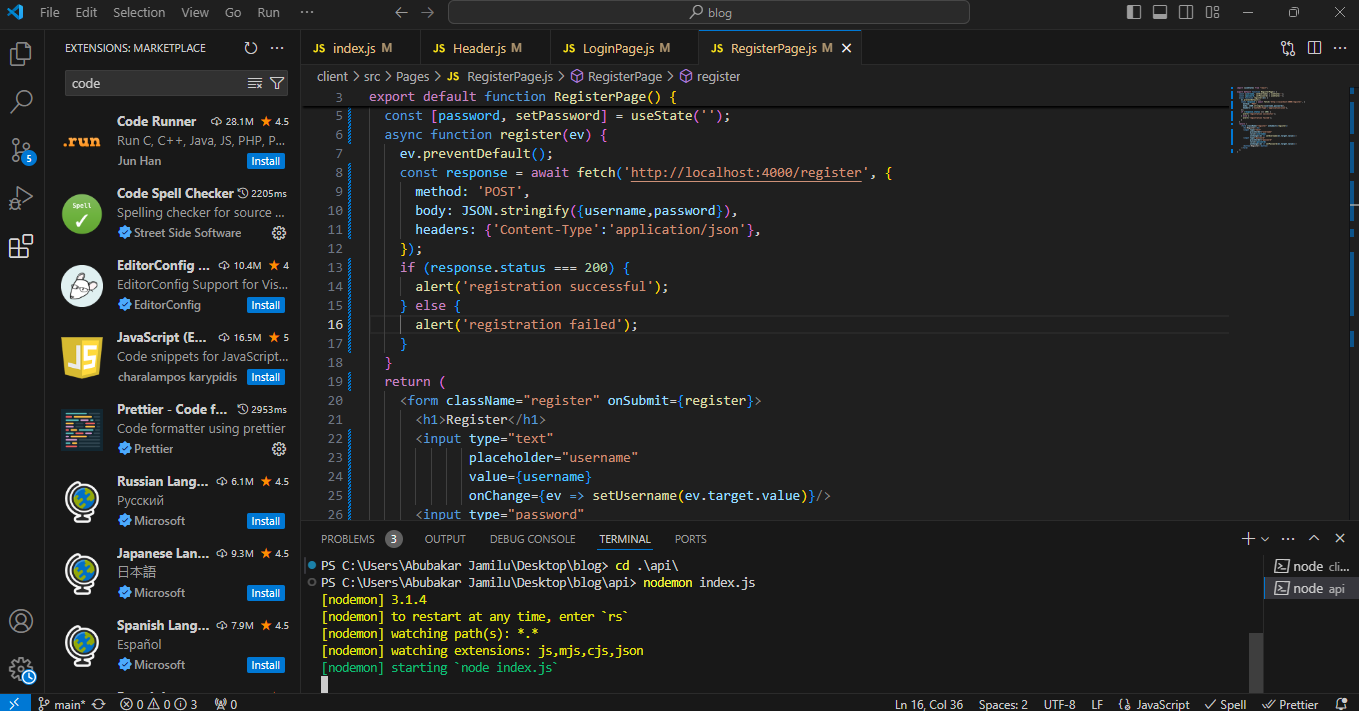 File Edit Selection View Go Run ··· blog
EXTENSIONS: MARKETPLACE
code
Code Runner 28.1M ★ 4.5
Run C, C++, Java, JS, PHP, P...
Jun Han Install
Code Spell Checker 2205ms
Spelling checker for source ...
Street Side Software
EditorConfig ... 10.4M ★ 4
EditorConfig Support for Vis...
EditorConfig Install
JavaScript (E... 16.5M ★ 5
Code snippets for JavaScript...
charalampos karypidis Install
Prettier - Code f... 2953ms
Code formatter using prettier
Prettier
Russian Lang... 6.1M ★ 4.5
Русский
Microsoft Install
Japanese Lan... 9.3M ★ 4.5
日本語
Microsoft Install
Spanish Lang... 7.9M ★ 4.5
Español
Microsoft Install
.run
Spell
JS
5
JS index.js M JS Header.js M JS LoginPage.js M JS RegisterPage.js M
client > src > Pages > JS RegisterPage.js > RegisterPage > register
3 export default function RegisterPage() {
5 const [password, setPassword] = useState('');
6 async function register(ev) {
7 ev.preventDefault();
8 const response = await fetch('http://localhost:4000/register', {
9 method: 'POST',
10 body: JSON.stringify({username,password}),
11 headers: {'Content-Type':'application/json'},
12 });
13 if (response.status === 200) {
14 alert('registration successful');
15 } else {
16 alert('registration failed');
17 }
18 }
19 return (
20 <form className="register" onSubmit={register}>
21 <h1>Register</h1>
22 <input type="text"
23 placeholder="username"
24 value={username}
25 onChange={ev => setUsername(ev.target.value)}/>
26 <input type="password"
PROBLEMS 3 OUTPUT DEBUG CONSOLE TERMINAL PORTS
PS C:\Users\Abubakar Jamilu\Desktop\blog> cd .\api\
PS C:\Users\Abubakar Jamilu\Desktop\blog\api> nodemon index.js
[nodemon] 3.1.4
[nodemon] to restart at any time, enter `rs`
[nodemon] watching path(s): *.*
[nodemon] watching extensions: js,mjs,cjs,json
[nodemon] starting `node index.js`
node cli...
node api
main* 0 0 3 0 Ln 16, Col 36 Spaces: 2 UTF-8 LF JavaScript Spell Prettier